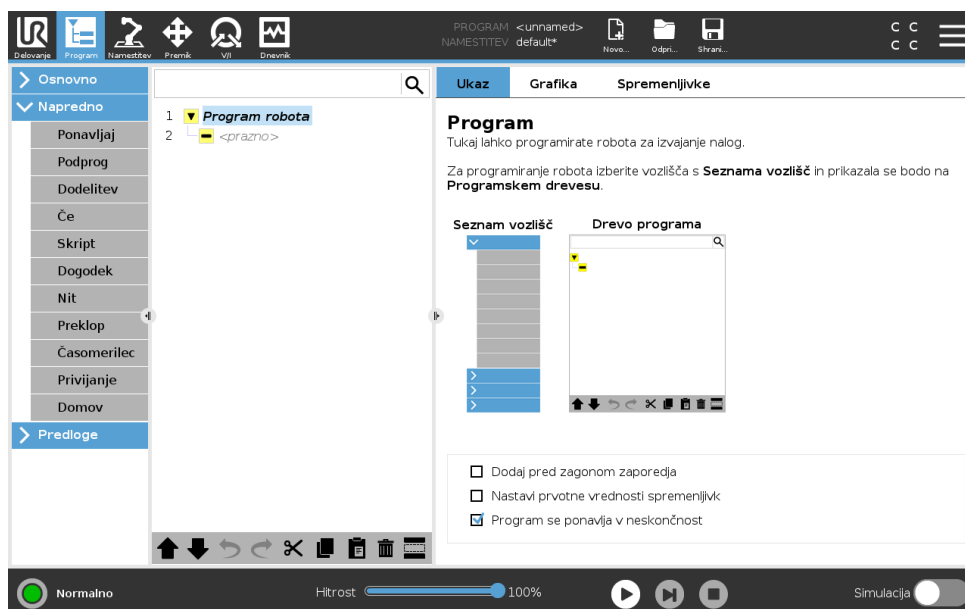 UR
PROGRAM <unnamed>
NAMESTITEV default*
Delovanje Program Namestitev Premik V/I Dnevnik Novo... Odpri... Shrani...
C C
C C
Osnovno
Napredno
Ponavljaj
Podprog
Dodelitev
Če
Skript
Dogodek
Nit
Preklop
Časomerilec
Privijanje
Domov
Predloge
1 Program robota
2 <prazno>
Ukaz Grafika Spremenljivke
Program
Tukaj lahko programirate robota za izvajanje nalog.
Za programiranje robota izberite vozlišča s Seznama vozlišč in prikazala se bodo na
Programskem drevesu.
Seznam vozlišč Drevo programa
Dodaj pred zagonom zaporedja
Nastavi prvotne vrednosti spremenljivk
Program se ponavlja v neskončnost
Normalno Hitrost 100% Simulacija